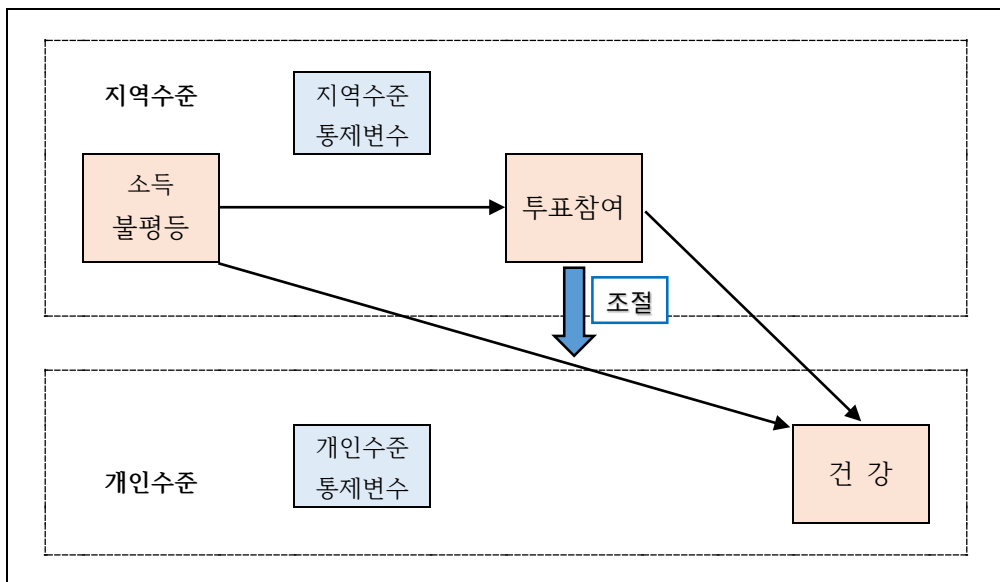 지역수준
지역수준
통제변수
소득
불평등
투표참여
조절
개인수준
개인수준
통제변수
건 강